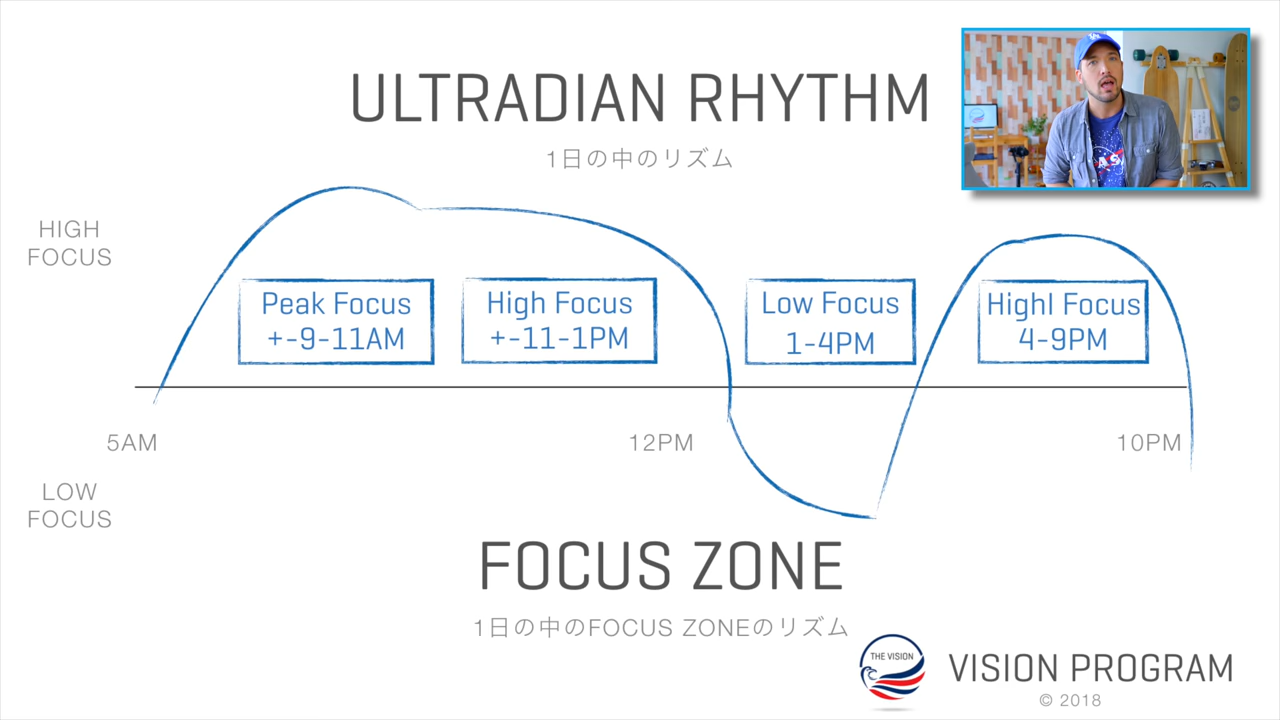 ULTRADIAN RHYTHM
1日の中のリズム
HIGH
FOCUS
Peak Focus
+-9-11AM
High Focus
+-11-1PM
Low Focus
1-4PM
Highl Focus
4-9PM
5AM
12PM
10PM
LOW
FOCUS
FOCUS ZONE
1日の中のFOCUS ZONEのリズム
THE VISION
VISION PROGRAM
© 2018
NASA